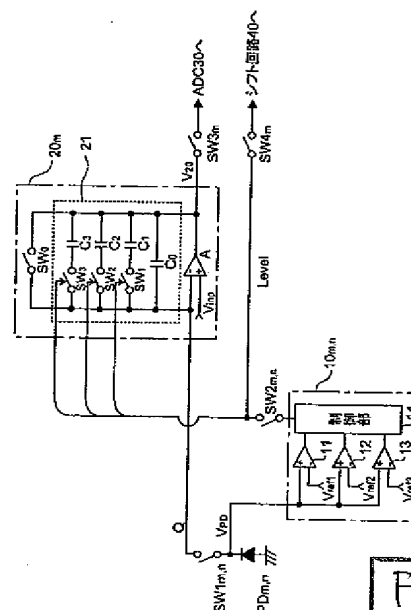 20m
21
SW0
C3
SW3
C2
SW2
C1
SW1
C0
A
Vinp
V20
SW3m
ADC30へ
SW4m
シフト回路40へ
Level
SW2m,n
10m,n
制御部
14
11
12
13
Vref1
Vref2
Vref3
Q
VPD
SW1m,n
PDm,n